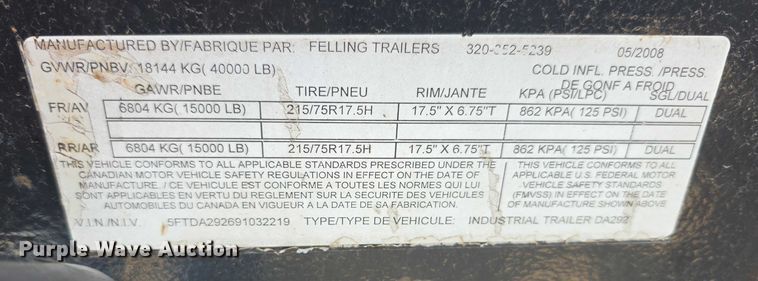 MANUFACTURED BY/FABRIQUE PAR: FELLING TRAILERS 320-352-5239 05/2008
GVWR/PNBV: 18144 KG( 40000 LB) COLD INFL. PRESS. /PRESS.
DE GONF A FROID
GAWR/PNBE TIRE/PNEU RIM/JANTE KPA (PSI/LPC) SGL/DUAL
FR/AV 6804 KG( 15000 LB) 215/75R17.5H 17.5" X 6.75"T 862 KPA( 125 PSI) DUAL
RR/AR 6804 KG( 15000 LB) 215/75R17.5H 17.5" X 6.75"T 862 KPA( 125 PSI) DUAL
THIS VEHICLE CONFORMS TO ALL APPLICABLE STANDARDS PRESCRIBED UNDER THE
CANADIAN MOTOR VEHICLE SAFETY REGULATIONS IN EFFECT ON THE DATE OF
MANUFACTURE. / CE VEHICULE EST CONFORME A TOUTES LES NORMES QUI LUI
SONT APPLICABLES EN VERTU DU REGLEMENT SUR LA SECURITE DES VEHICULES
AUTOMOBILES DU CANADA EN VIGUEUR A LA DATE DE SA FABRICATION.
THIS VEHICLE CONFORMS TO ALL
APPLICABLE U.S. FEDERAL MOTOR
VEHICLE SAFETY STANDARDS
(FMVSS) IN EFFECT ON THE DATE
OF MANUFACTURE SHOWN ABOVE.
V.I.N./N.I.V. 5FTDA292691032219 TYPE/TYPE DE VEHICULE: INDUSTRIAL TRAILER DA292
Purple Wave Auction